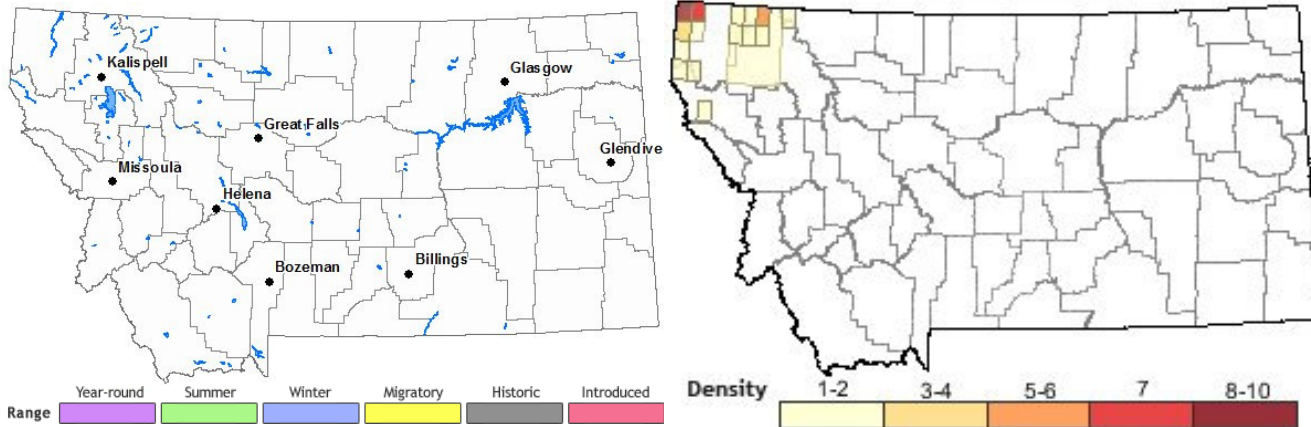 Kalispell
Glasgow
Great Falls
Glendive
Missoula
Helena
Billings
Bozeman
Year-round Summer Winter Migratory Historic Introduced
Range
Density 1-2 3-4 5-6 7 8-10